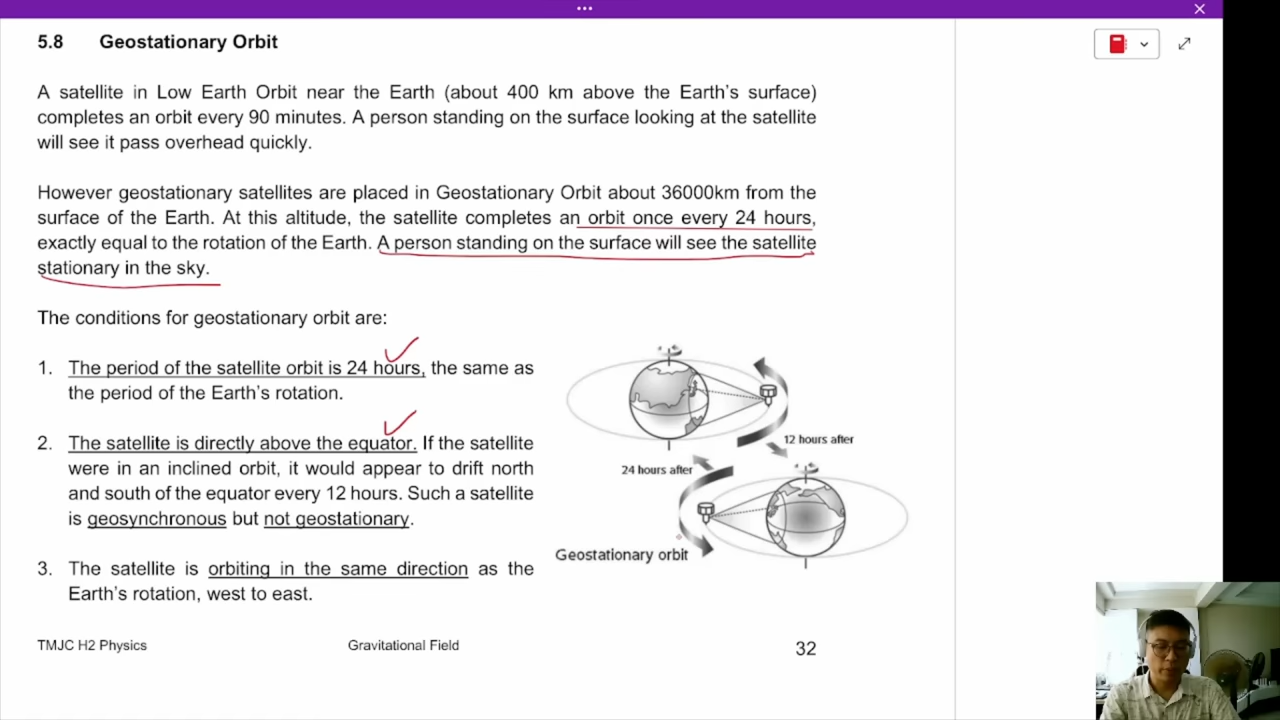 5.8 Geostationary Orbit
A satellite in Low Earth Orbit near the Earth (about 400 km above the Earth's surface)
completes an orbit every 90 minutes. A person standing on the surface looking at the satellite
will see it pass overhead quickly.
However geostationary satellites are placed in Geostationary Orbit about 36000km from the
surface of the Earth. At this altitude, the satellite completes an orbit once every 24 hours,
exactly equal to the rotation of the Earth. A person standing on the surface will see the satellite
stationary in the sky.
The conditions for geostationary orbit are:
1. The period of the satellite orbit is 24 hours, the same as
the period of the Earth's rotation.
2. The satellite is directly above the equator. If the satellite
were in an inclined orbit, it would appear to drift north
and south of the equator every 12 hours. Such a satellite
is geosynchronous but not geostationary.
3. The satellite is orbiting in the same direction as the
Earth's rotation, west to east.
12 hours after
24 hours after
Geostationary orbit
TMJC H2 Physics Gravitational Field 32